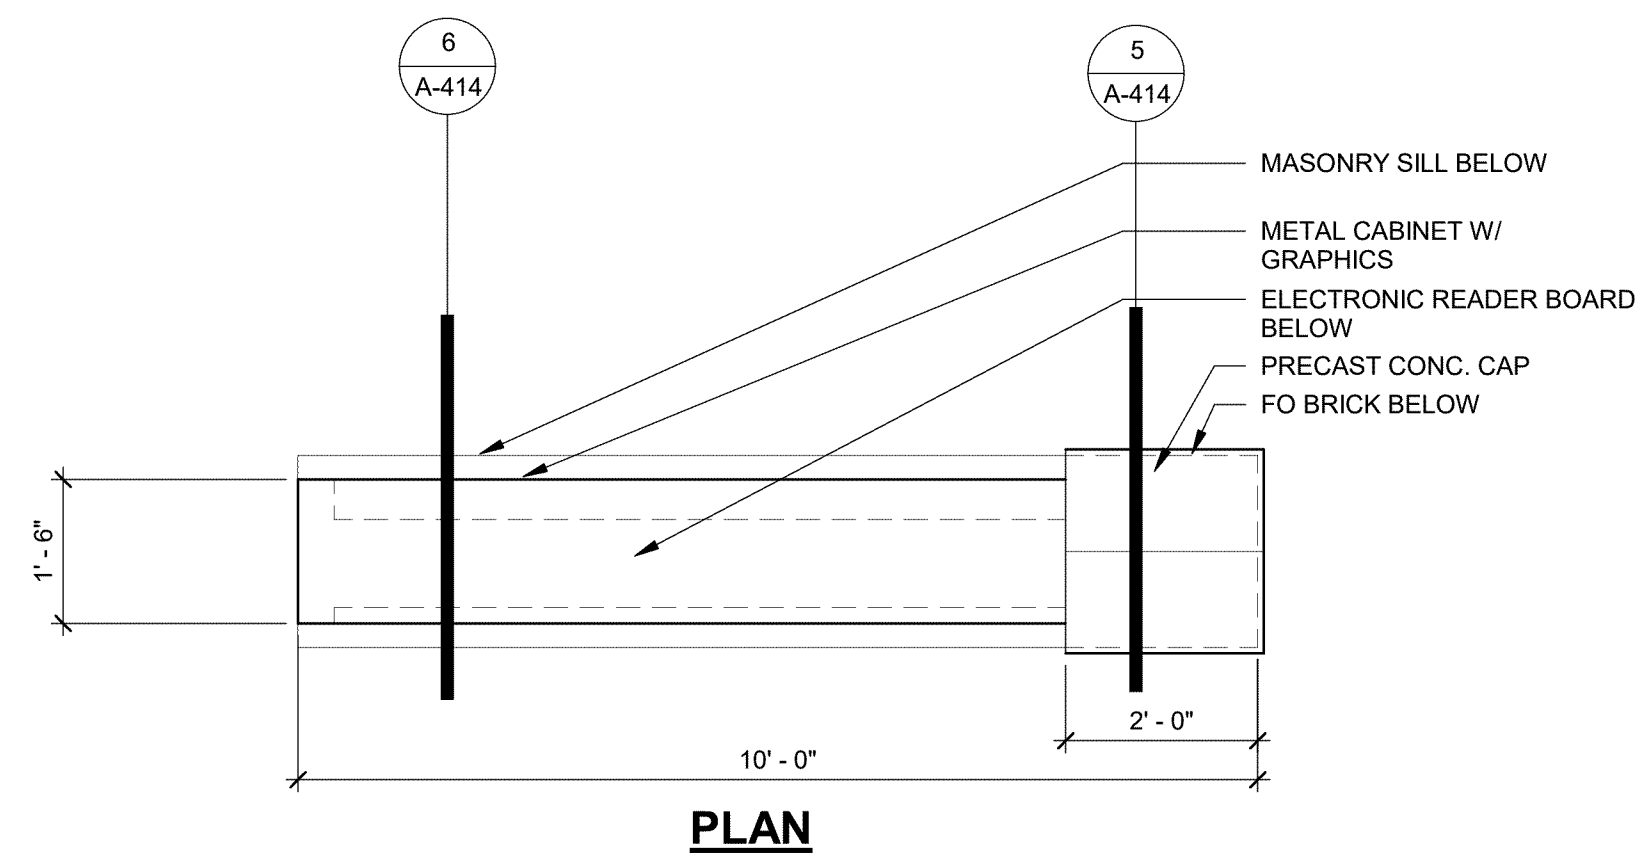 6
A-414
5
A-414
MASONRY SILL BELOW
METAL CABINET W/
GRAPHICS
ELECTRONIC READER BOARD
BELOW
PRECAST CONC. CAP
FO BRICK BELOW
1' - 6"
2' - 0"
10' - 0"
PLAN